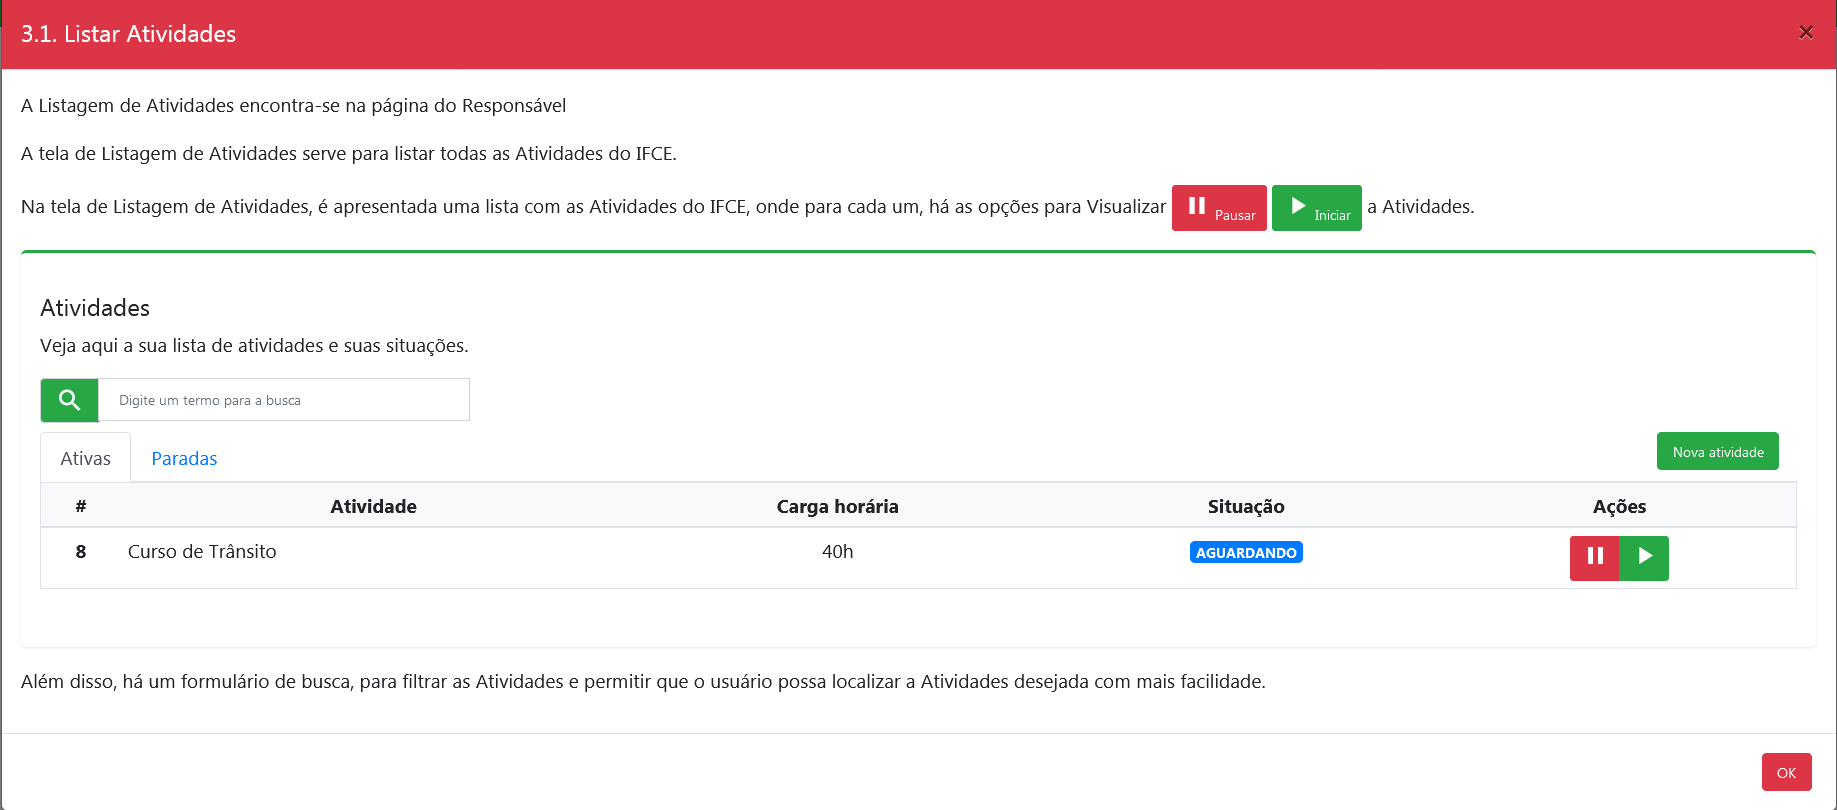 3.1. Listar Atividades
×
A Listagem de Atividades encontra-se na página do Responsável
A tela de Listagem de Atividades serve para listar todas as Atividades do IFCE.
Na tela de Listagem de Atividades, é apresentada uma lista com as Atividades do IFCE, onde para cada um, há as opções para Visualizar Pausar Iniciar a Atividades.
Atividades
Veja aqui a sua lista de atividades e suas situações.
Digite um termo para a busca
Ativas Paradas Nova atividade
# Atividade Carga horária Situação Ações
8 Curso de Trânsito 40h AGUARDANDO
Além disso, há um formulário de busca, para filtrar as Atividades e permitir que o usuário possa localizar a Atividades desejada com mais facilidade.
OK